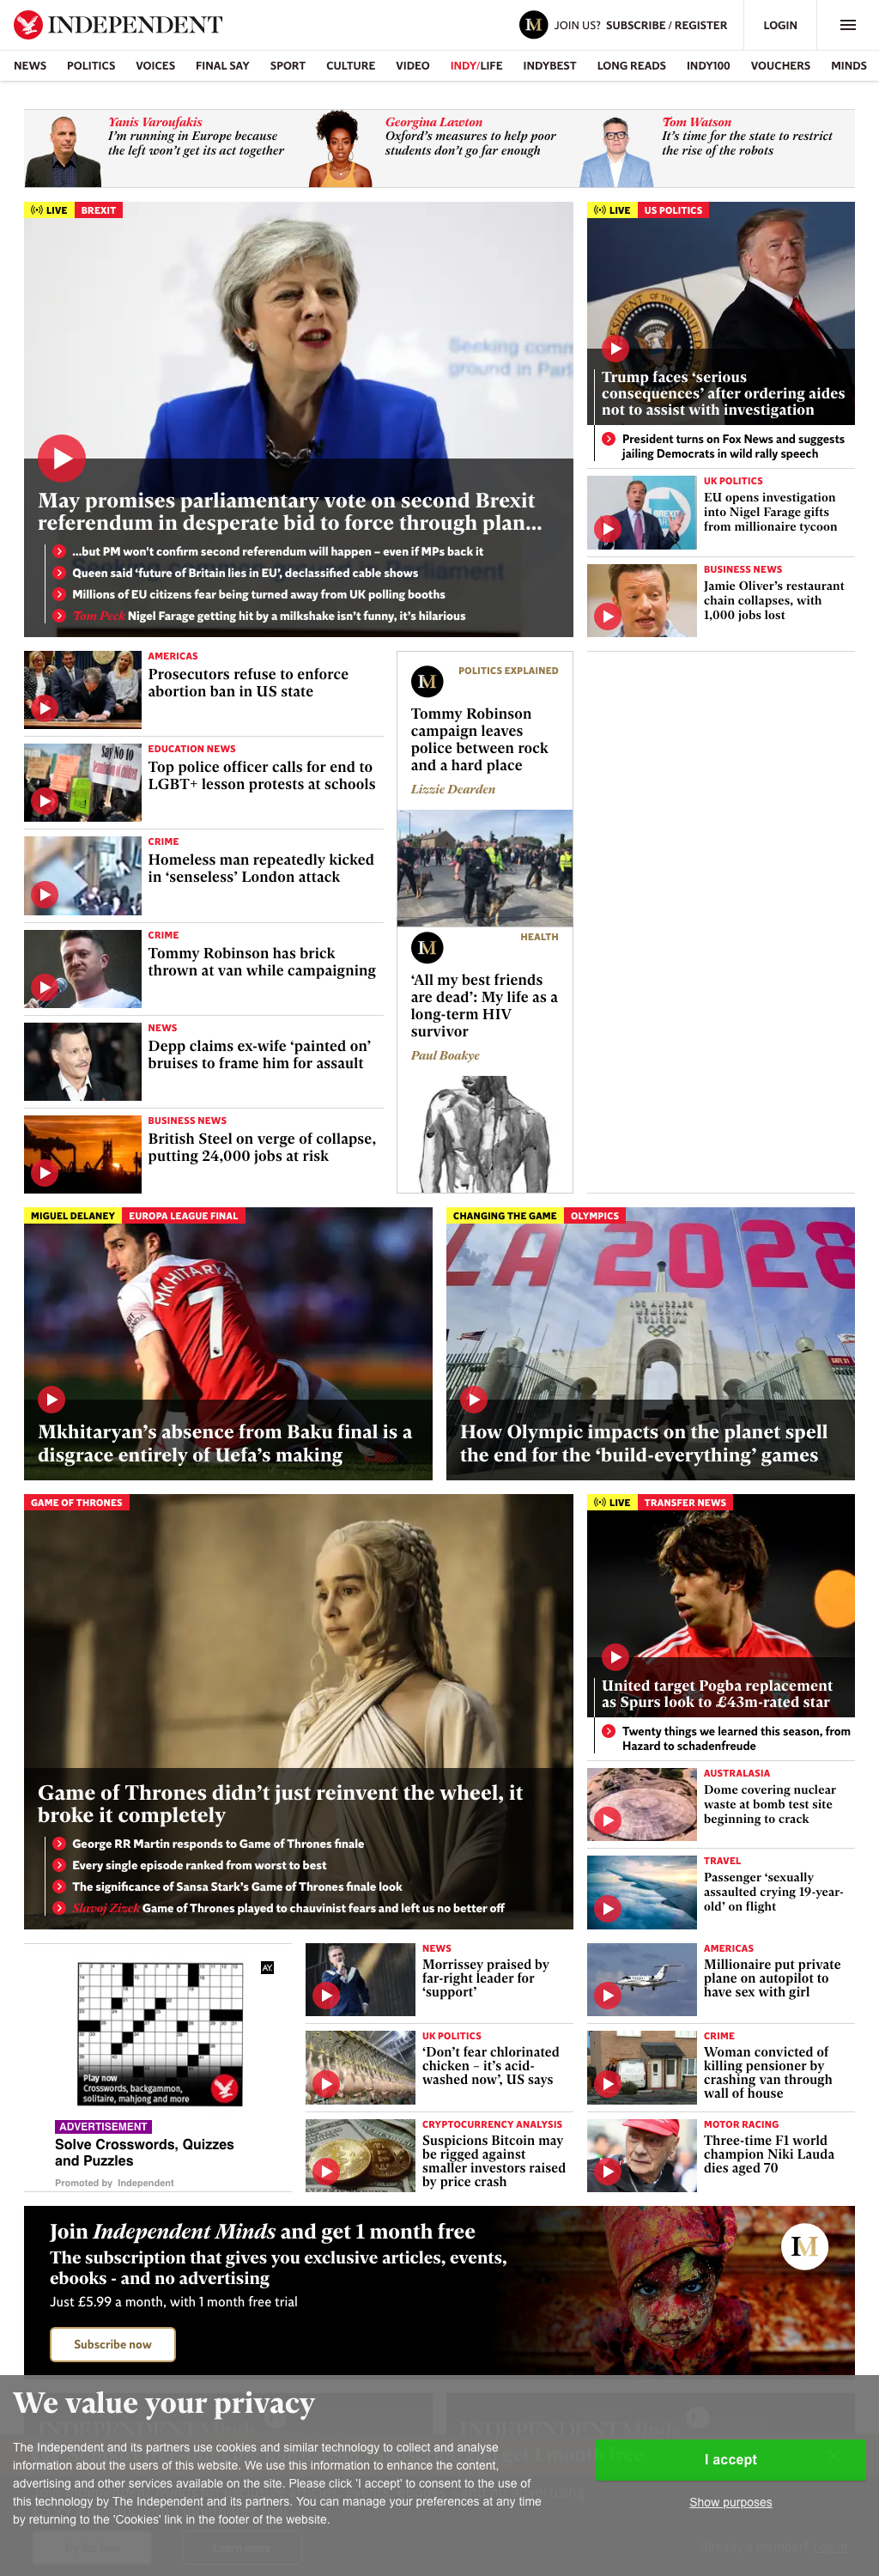 INDEPENDENT
JOIN US? SUBSCRIBE / REGISTER
LOGIN
NEWS POLITICS VOICES FINAL SAY SPORT CULTURE VIDEO INDY/LIFE INDYBEST LONG READS INDY100 VOUCHERS MINDS
Yanis Varoufakis
I'm running in Europe because
the left won't get its act together
Georgina Lawton
Oxford's measures to help poor
students don't go far enough
Tom Watson
It's time for the state to restrict
the rise of the robots
LIVE BREXIT
May promises parliamentary vote on second Brexit
referendum in desperate bid to force through plan...
...but PM won't confirm second referendum will happen – even if MPs back it
Queen said 'future of Britain lies in EU', declassified cable shows
Millions of EU citizens fear being turned away from UK polling booths
Tom Peck Nigel Farage getting hit by a milkshake isn't funny, it's hilarious
LIVE US POLITICS
Trump faces 'serious
consequences' after ordering aides
not to assist with investigation
President turns on Fox News and suggests
jailing Democrats in wild rally speech
UK POLITICS
EU opens investigation
into Nigel Farage gifts
from millionaire tycoon
BUSINESS NEWS
Jamie Oliver's restaurant
chain collapses, with
1,000 jobs lost
AMERICAS
Prosecutors refuse to enforce
abortion ban in US state
EDUCATION NEWS
Top police officer calls for end to
LGBT+ lesson protests at schools
CRIME
Homeless man repeatedly kicked
in 'senseless' London attack
CRIME
Tommy Robinson has brick
thrown at van while campaigning
NEWS
Depp claims ex-wife 'painted on'
bruises to frame him for assault
BUSINESS NEWS
British Steel on verge of collapse,
putting 24,000 jobs at risk
POLITICS EXPLAINED
Tommy Robinson
campaign leaves
police between rock
and a hard place
Lizzie Dearden
HEALTH
'All my best friends
are dead': My life as a
long-term HIV
survivor
Paul Boakye
MIGUEL DELANEY EUROPA LEAGUE FINAL
MKHITARYAN
7
Mkhitaryan's absence from Baku final is a
disgrace entirely of Uefa's making
CHANGING THE GAME OLYMPICS
LA 2028
LOS ANGELES
MEMORIAL
COLISEUM
How Olympic impacts on the planet spell
the end for the 'build-everything' games
GAME OF THRONES
Game of Thrones didn't just reinvent the wheel, it
broke it completely
George RR Martin responds to Game of Thrones finale
Every single episode ranked from worst to best
The significance of Sansa Stark's Game of Thrones finale look
Slavoj Zizek Game of Thrones played to chauvinist fears and left us no better off
LIVE TRANSFER NEWS
United target Pogba replacement
as Spurs look to £43m-rated star
Twenty things we learned this season, from
Hazard to schadenfreude
AUSTRALASIA
Dome covering nuclear
waste at bomb test site
beginning to crack
TRAVEL
Passenger 'sexually
assaulted crying 19-year-
old' on flight
Play now
Crosswords, backgammon,
solitaire, mahjong and more
ADVERTISEMENT
Solve Crosswords, Quizzes
and Puzzles
Promoted by Independent
NEWS
Morrissey praised by
far-right leader for
'support'
UK POLITICS
'Don't fear chlorinated
chicken – it's acid-
washed now', US says
CRYPTOCURRENCY ANALYSIS
Suspicions Bitcoin may
be rigged against
smaller investors raised
by price crash
AMERICAS
Millionaire put private
plane on autopilot to
have sex with girl
CRIME
Woman convicted of
killing pensioner by
crashing van through
wall of house
MOTOR RACING
Three-time F1 world
champion Niki Lauda
dies aged 70
Join Independent Minds and get 1 month free
The subscription that gives you exclusive articles, events,
ebooks - and no advertising
Just £5.99 a month, with 1 month free trial
Subscribe now
We value your privacy
The Independent and its partners use cookies and similar technology to collect and analyse
information about the users of this website. We use this information to enhance the content,
advertising and other services available on the site. Please click 'I accept' to consent to the use of
this technology by The Independent and its partners. You can manage your preferences at any time
by returning to the 'Cookies' link in the footer of the website.
I accept
Show purposes